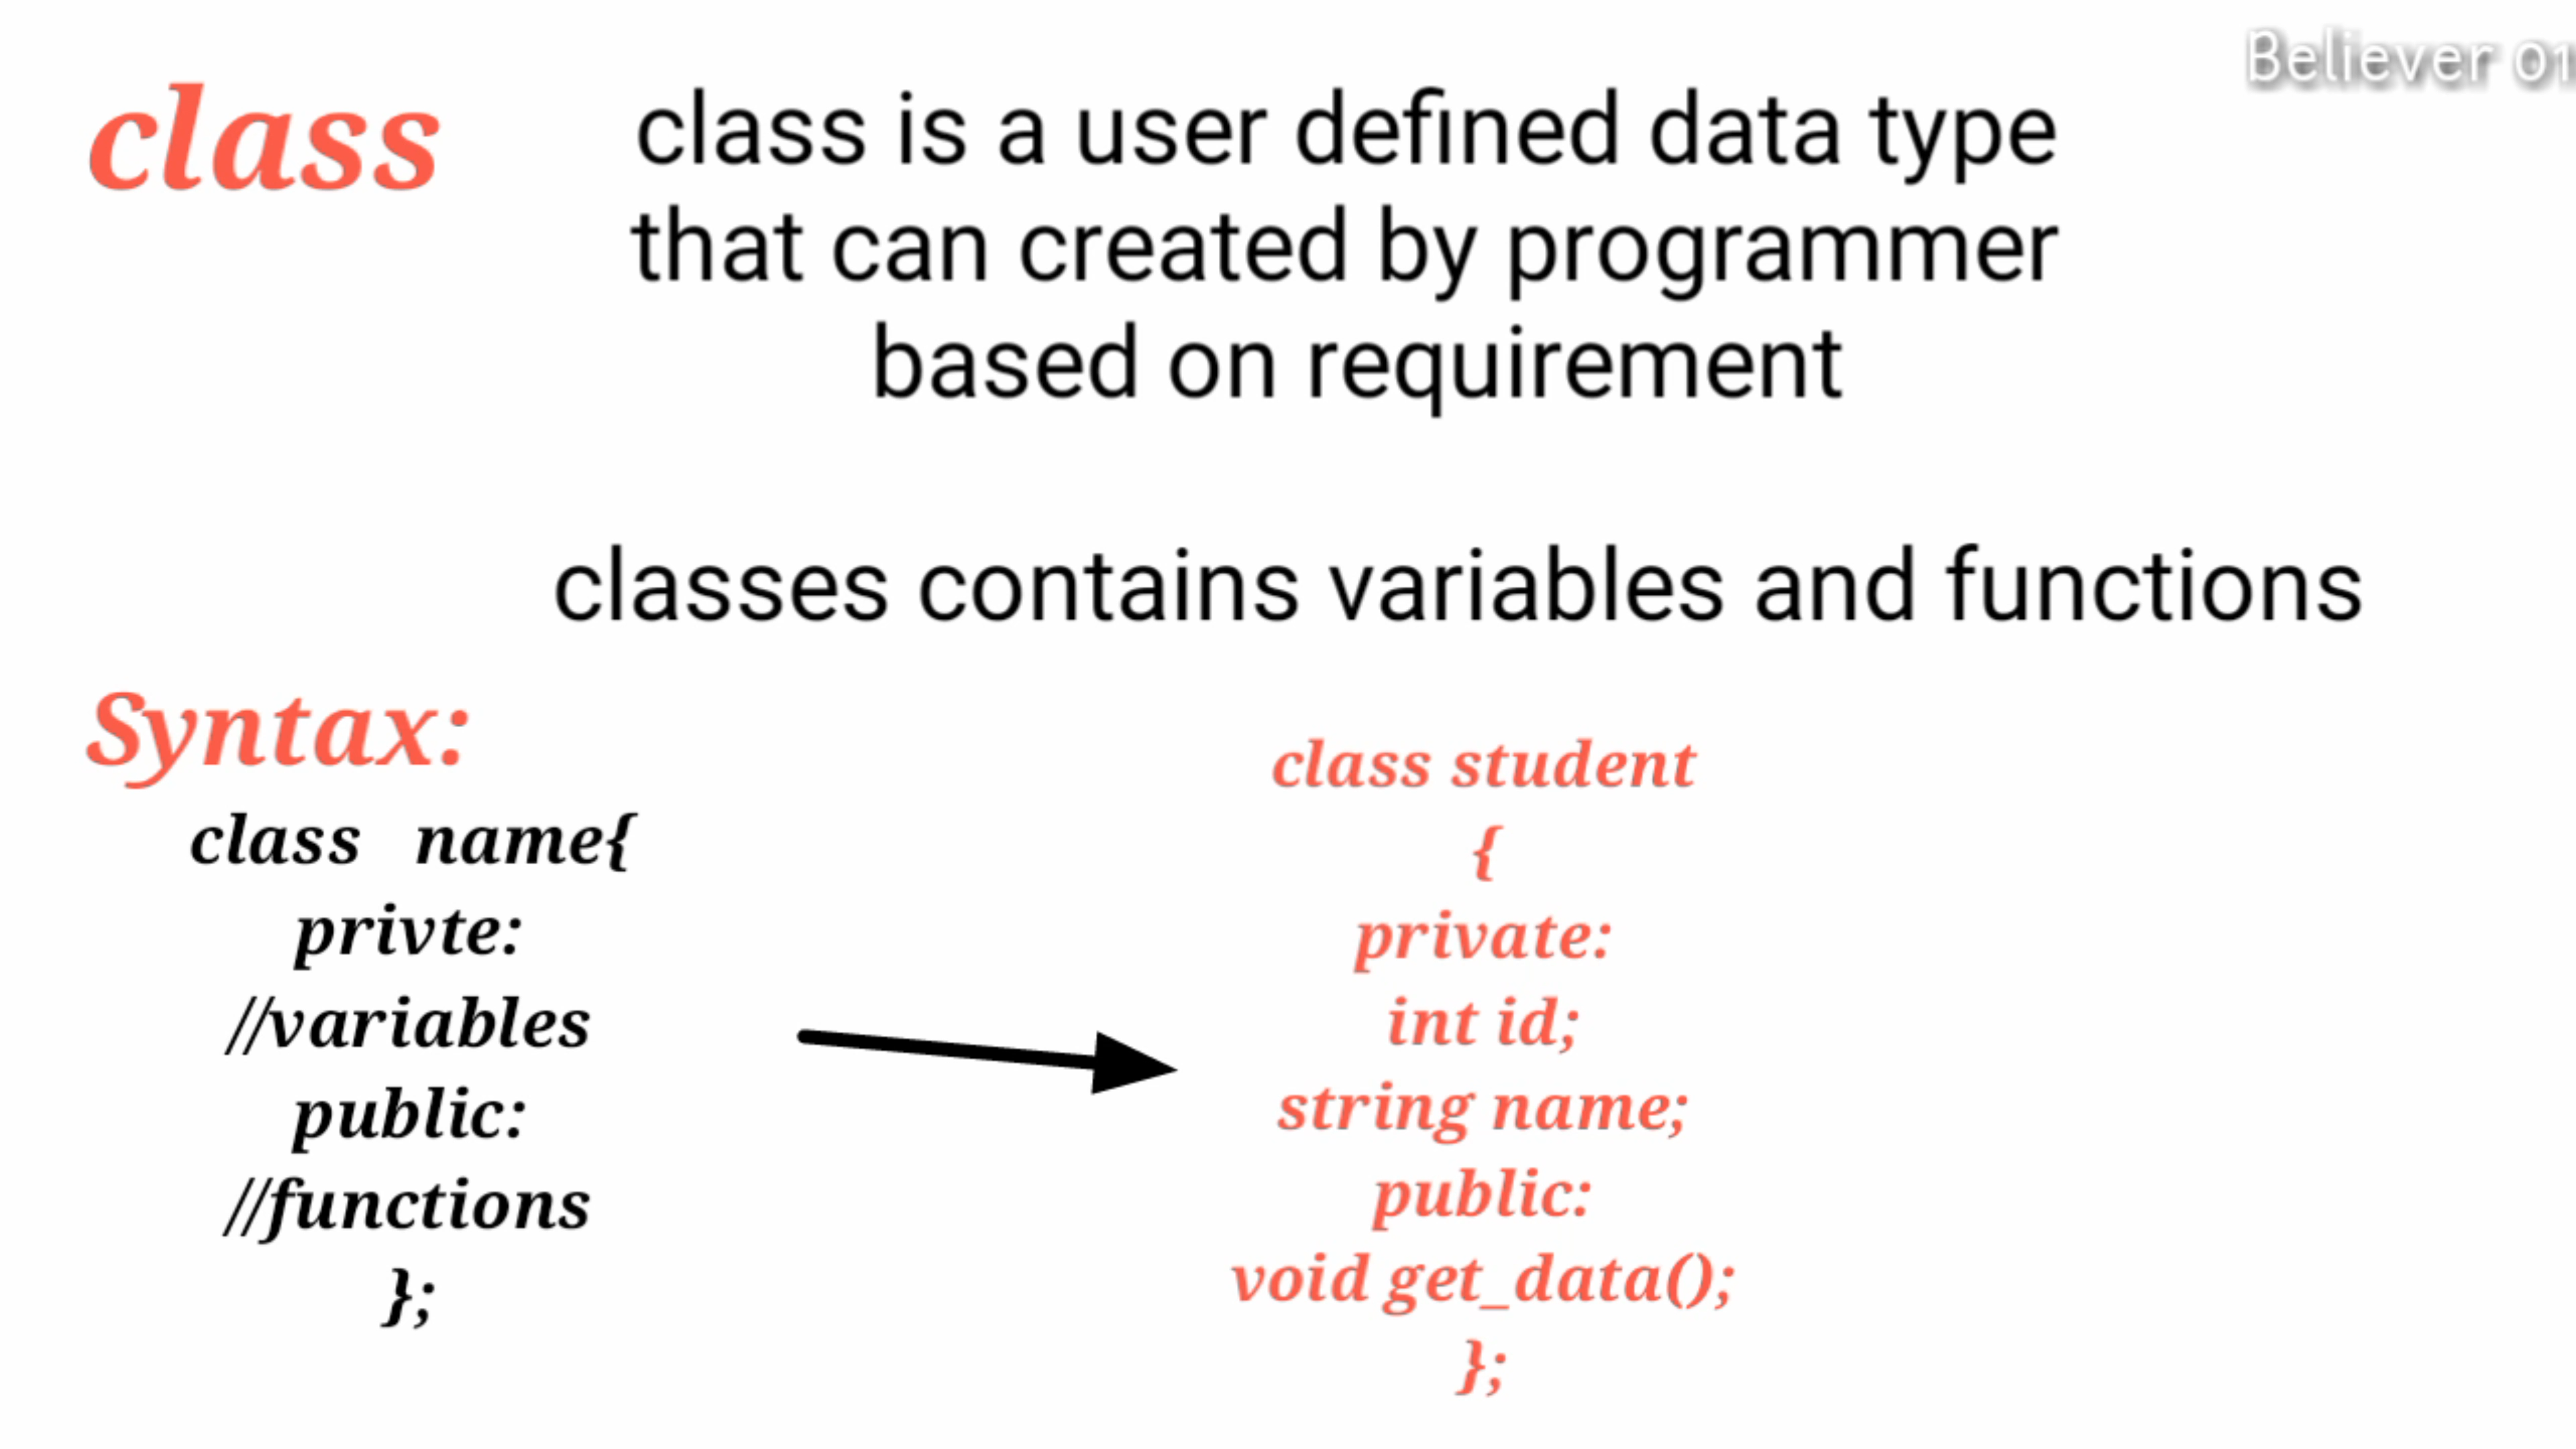 Believer 01
class
class is a user defined data type
that can created by programmer
based on requirement
classes contains variables and functions
Syntax:
class name{
privte:
//variables
public:
//functions
};
class student
{
private:
int id;
string name;
public:
void get_data();
};